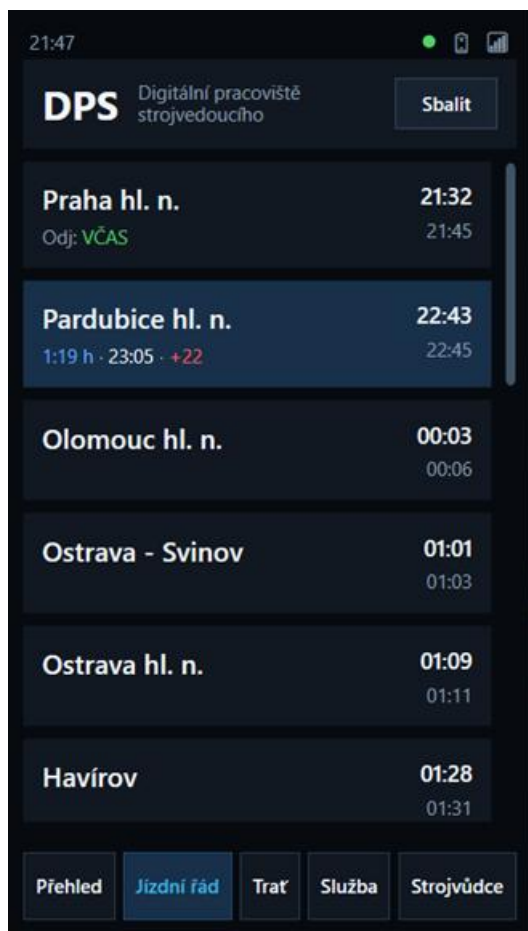 21:47
DPS
Digitální pracoviště
strojvedoucího
Sbalit
Praha hl. n.
21:32
Odj: VČAS
21:45
Pardubice hl. n.
22:43
1:19 h · 23:05 · +22
22:45
Olomouc hl. n.
00:03
00:06
Ostrava - Svinov
01:01
01:03
Ostrava hl. n.
01:09
01:11
Havířov
01:28
01:31
Přehled
Jízdní řád
Trať
Služba
Strojvůdce